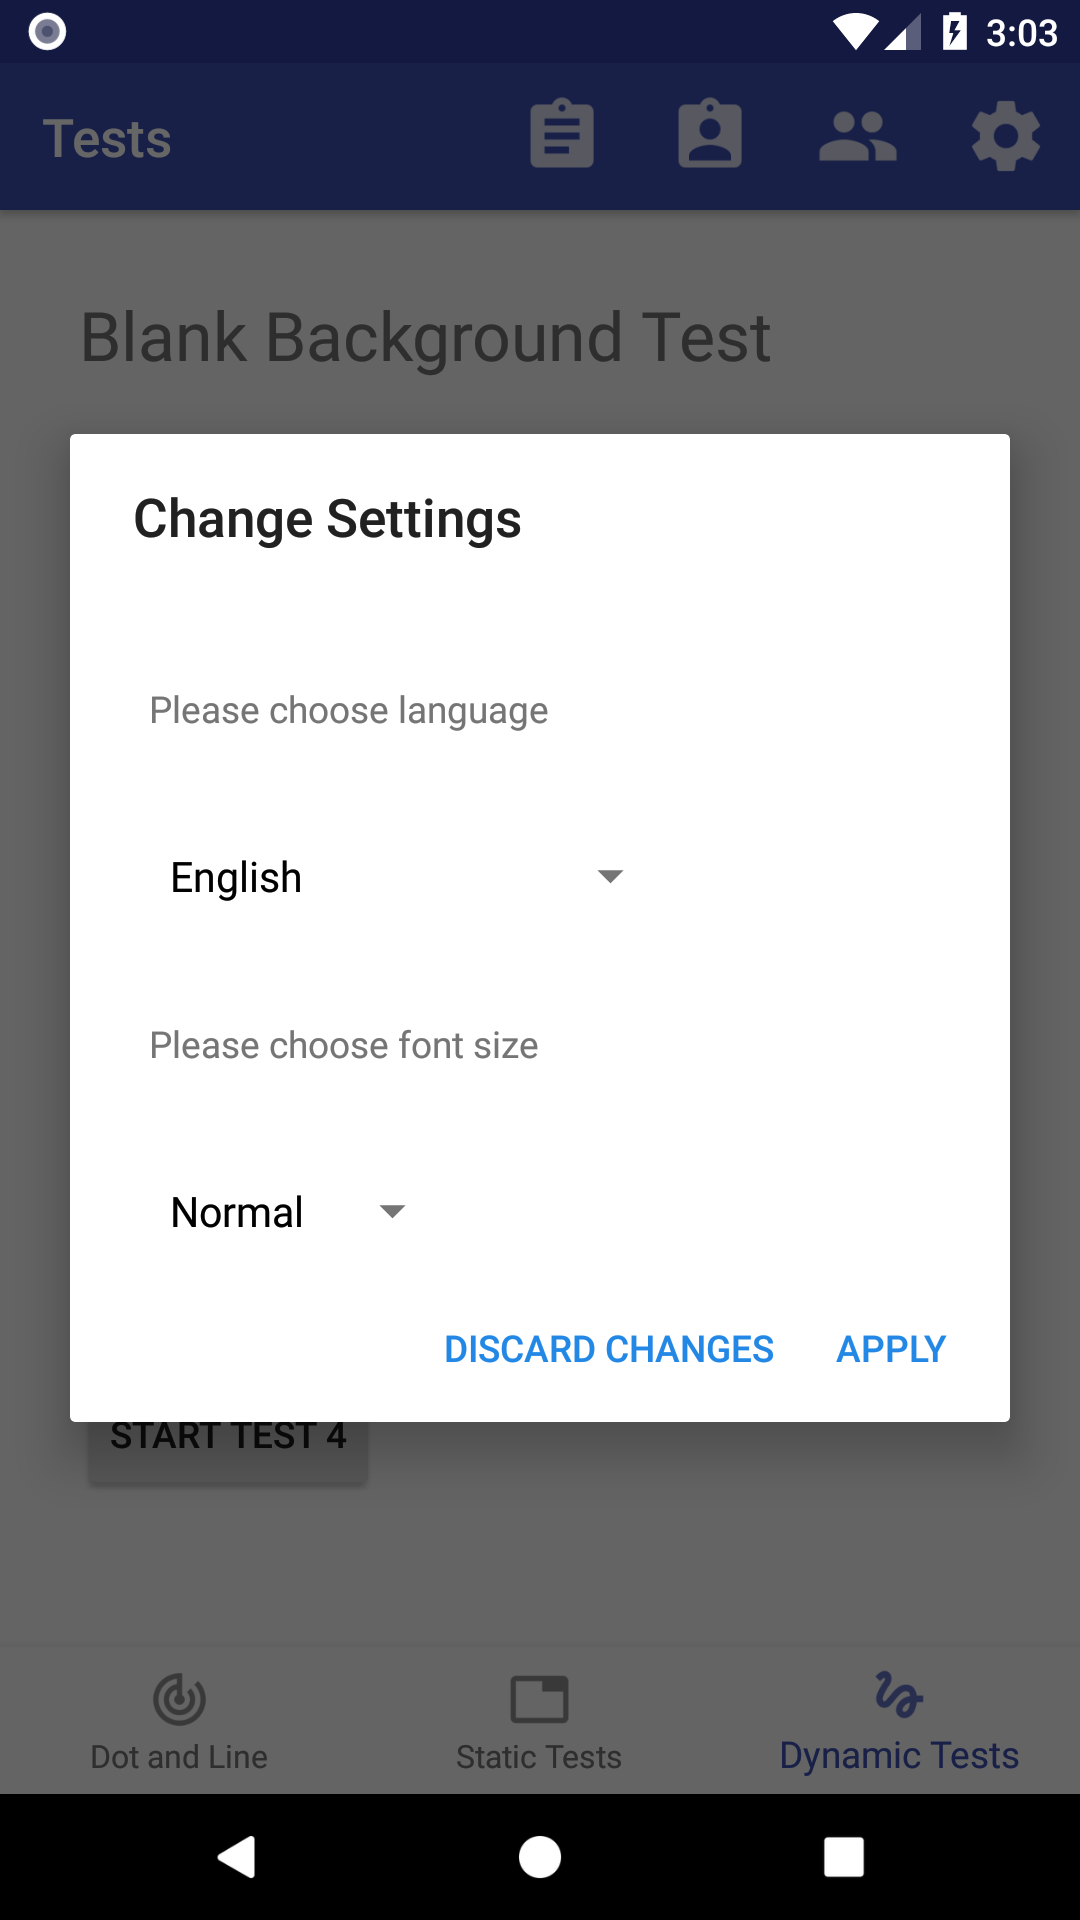 3:03
Tests
Blank Background Test
Change Settings
Please choose language
English
Please choose font size
Normal
DISCARD CHANGES APPLY
START TEST 4
Dot and Line Static Tests Dynamic Tests